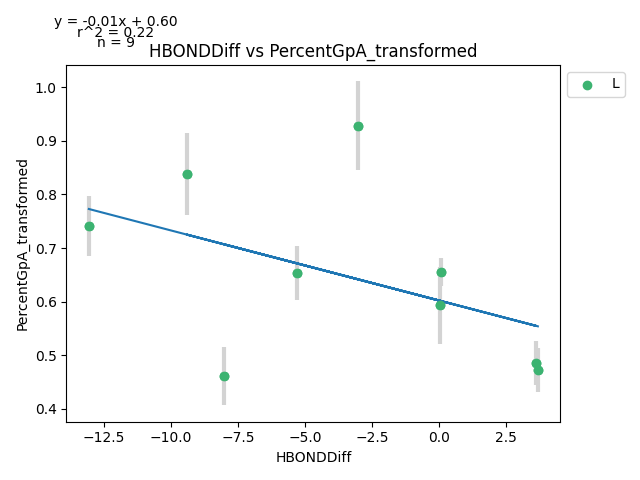 y = -0.01x + 0.60
r^2 = 0.22
n = 9
HBONDDiff vs PercentGpA_transformed
L
PercentGpA_transformed
1.0
0.9
0.8
0.7
0.6
0.5
0.4
−12.5 −10.0 −7.5 −5.0 −2.5 0.0 2.5
HBONDDiff